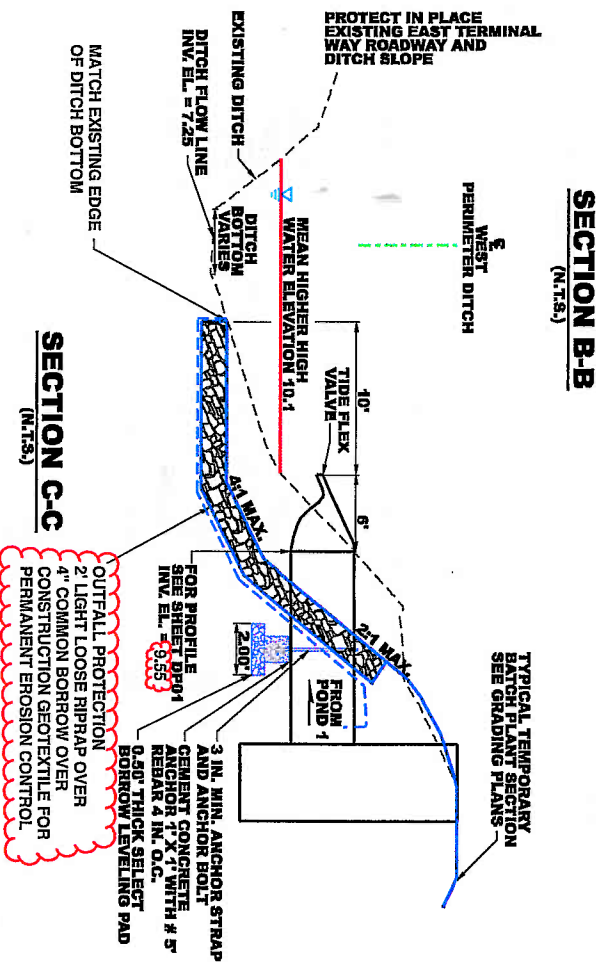 SECTION B-B
(N.T.S.)
PROTECT IN PLACE
EXISTING EAST TERMINAL
WAY ROADWAY AND
DITCH SLOPE
EXISTING DITCH
DITCH FLOW LINE
INV. EL. = 7.25
MATCH EXISTING EDGE
OF DITCH BOTTOM
℄
WEST
PERIMETER DITCH
MEAN HIGHER HIGH
WATER ELEVATION 10.1
DITCH
BOTTOM
VARIES
10'
6'
TIDE FLEX
VALVE
4:1 MAX.
2:1 MAX.
FOR PROFILE
SEE SHEET DP01
INV. EL. = 9.55
2.00'
FROM
POND 1
TYPICAL TEMPORARY
BATCH PLANT SECTION
SEE GRADING PLANS
3 IN. MIN. ANCHOR STRAP
AND ANCHOR BOLT
CEMENT CONCRETE
ANCHOR 1' X 1' WITH # 5'
REBAR 4 IN. O.C.
0.50' THICK SELECT
BORROW LEVELING PAD
OUTFALL PROTECTION
2' LIGHT LOOSE RIPRAP OVER
4" COMMON BORROW OVER
CONSTRUCTION GEOTEXTILE FOR
PERMANENT EROSION CONTROL
SECTION C-C
(N.T.S.)